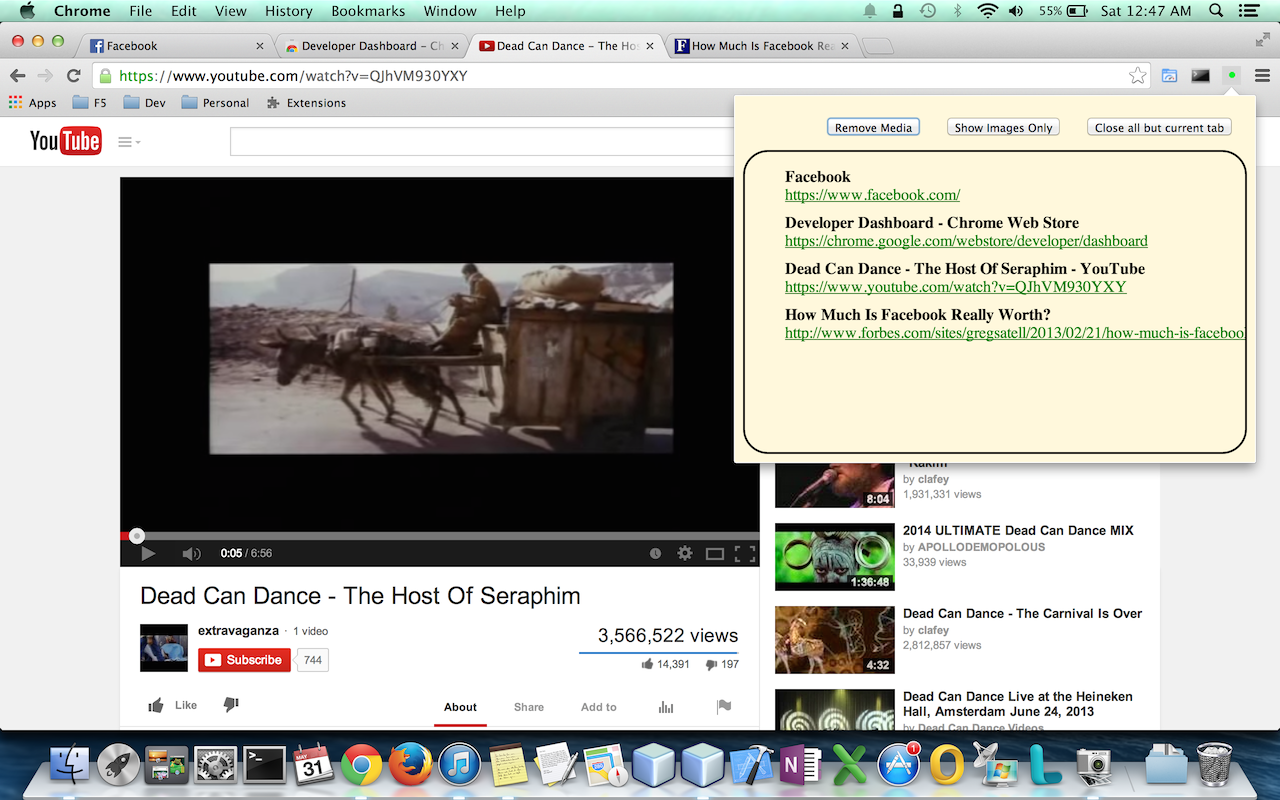 Chrome File Edit View History Bookmarks Window Help 55% Sat 12:47 AM
Facebook Developer Dashboard – Ch Dead Can Dance – The Hos How Much Is Facebook Rea
https://www.youtube.com/watch?v=QJhVM930YXY
Apps F5 Dev Personal Extensions
YouTube
Remove Media Show Images Only Close all but current tab
Facebook
https://www.facebook.com/
Developer Dashboard - Chrome Web Store
https://chrome.google.com/webstore/developer/dashboard
Dead Can Dance - The Host Of Seraphim - YouTube
https://www.youtube.com/watch?v=QJhVM930YXY
How Much Is Facebook Really Worth?
http://www.forbes.com/sites/gregsatell/2013/02/21/how-much-is-facebook
0:05 / 6:56
Dead Can Dance - The Host Of Seraphim
extravaganza · 1 video
Subscribe 744
3,566,522 views
14,391 197
Like About Share Add to
"Rakim"
by clafey
1,931,331 views
8:04
2014 ULTIMATE Dead Can Dance MIX
by APOLLODEMOPOLOUS
33,939 views
1:36:48
Dead Can Dance - The Carnival Is Over
by clafey
2,812,857 views
4:32
Dead Can Dance Live at the Heineken
Hall, Amsterdam June 24, 2013
by Dead Can Dance Videos
MAY
31
1